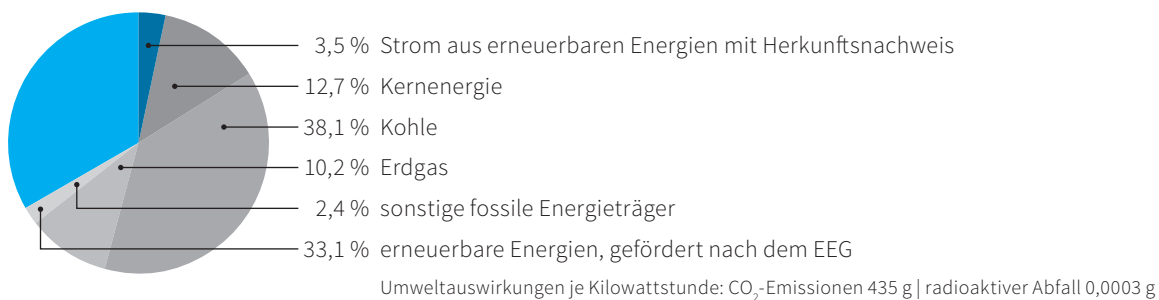 3,5 % Strom aus erneuerbaren Energien mit Herkunftsnachweis
12,7 % Kernenergie
38,1 % Kohle
10,2 % Erdgas
2,4 % sonstige fossile Energieträger
33,1 % erneuerbare Energien, gefördert nach dem EEG
Umweltauswirkungen je Kilowattstunde: CO₂-Emissionen 435 g | radioaktiver Abfall 0,0003 g